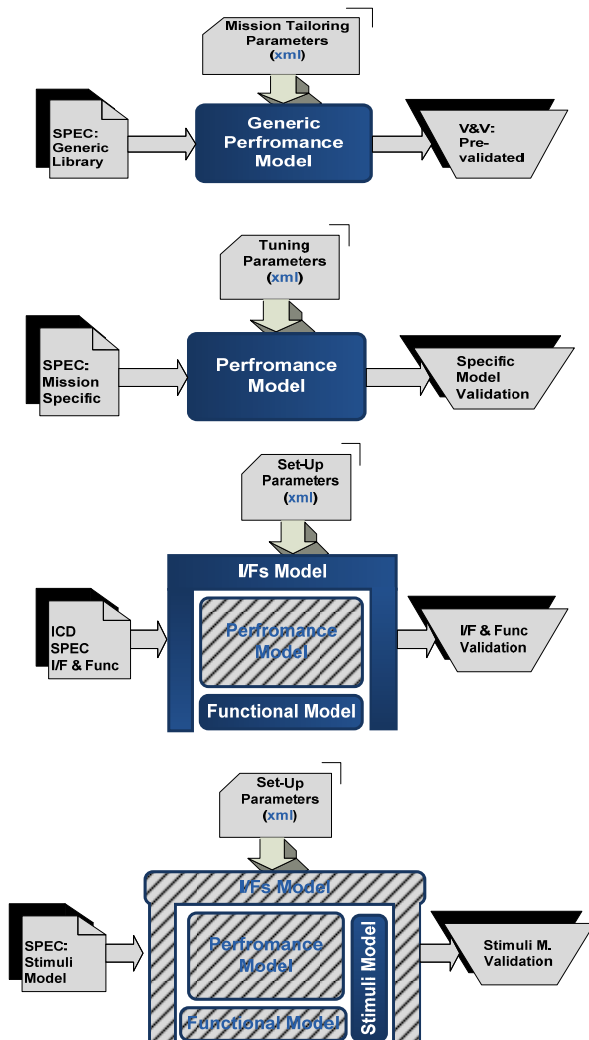 Mission Tailoring
Parameters
(xml)
SPEC:
Generic
Library
Generic
Perfromance
Model
V&V:
Pre-
validated
Tuning
Parameters
(xml)
SPEC:
Mission
Specific
Perfromance
Model
Specific
Model
Validation
Set-Up
Parameters
(xml)
I/Fs Model
ICD
SPEC
I/F & Func
Perfromance
Model
Functional Model
I/F & Func
Validation
Set-Up
Parameters
(xml)
I/Fs Model
SPEC:
Stimuli
Model
Perfromance
Model
Functional Model
Stimuli Model
Stimuli M.
Validation